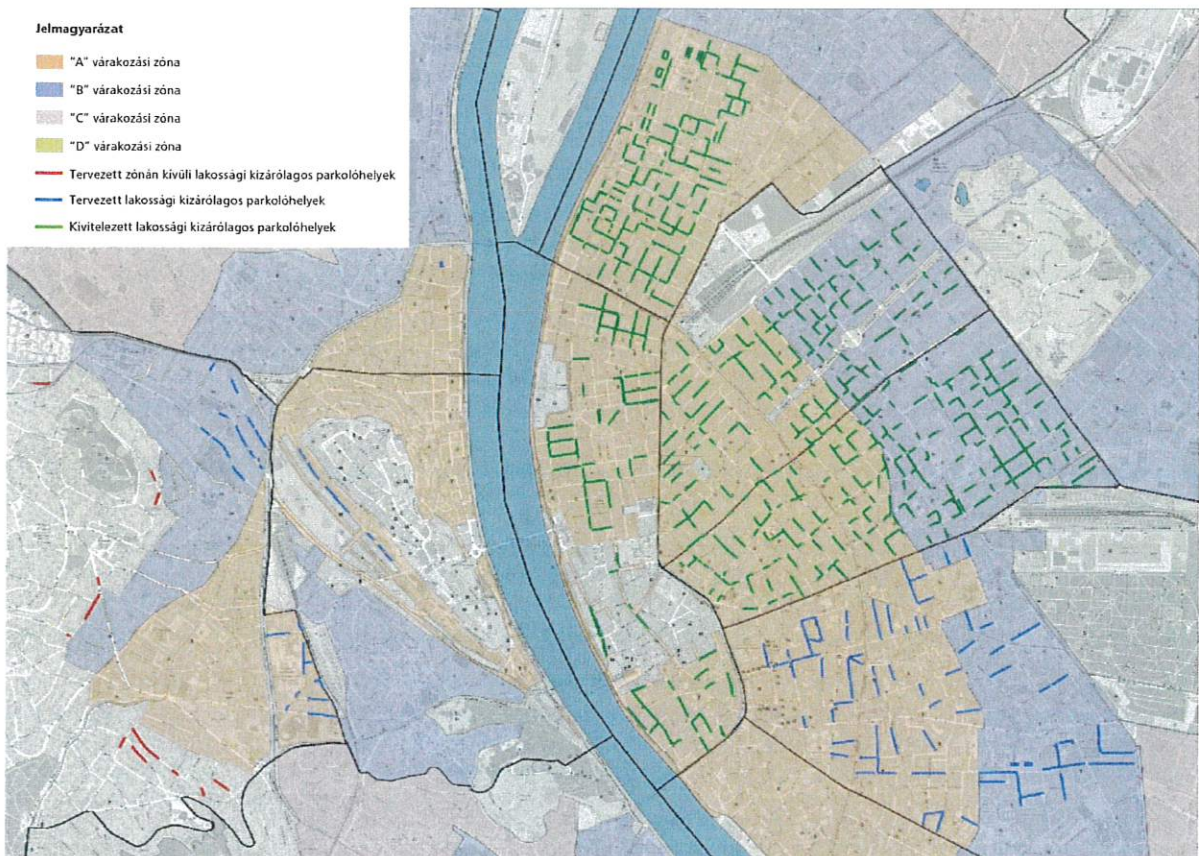 Jelmagyarázat
"A" várakozási zóna
"B" várakozási zóna
"C" várakozási zóna
"D" várakozási zóna
Tervezett zónán kívüli lakossági kizárólagos parkolóhelyek
Tervezett lakossági kizárólagos parkolóhelyek
Kivitelezett lakossági kizárólagos parkolóhelyek